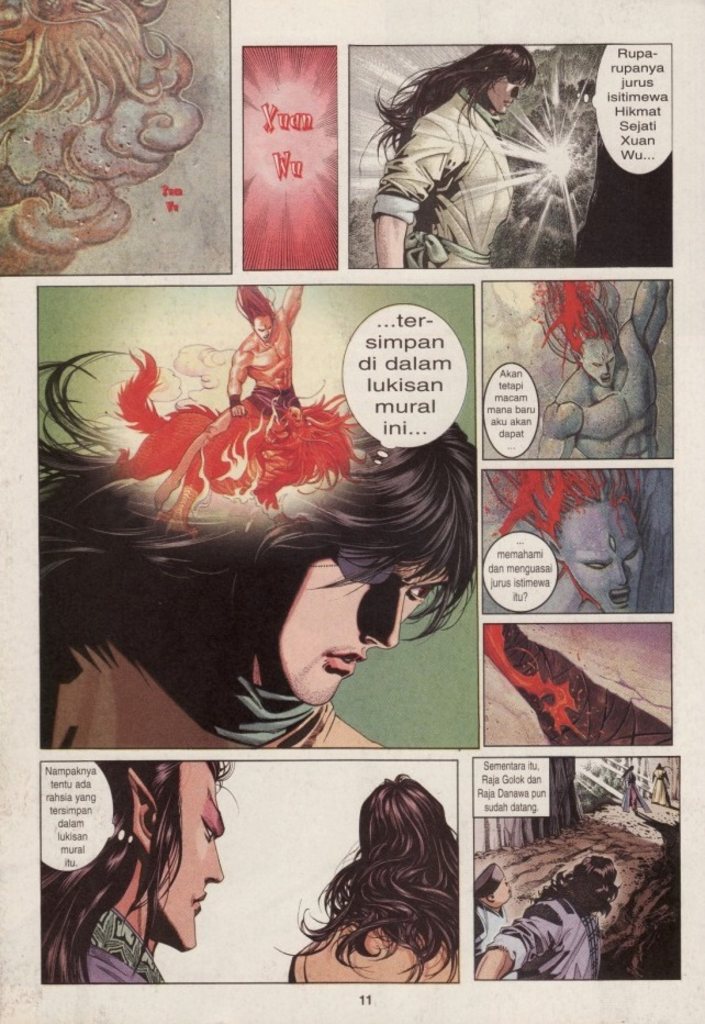 Yuan
Wu
Yuan
Wu
Rupa-
rupanya
jurus
isitimewa
Hikmat
Sejati
Xuan
Wu...
...ter-
simpan
di dalam
lukisan
mural
ini...
Akan
tetapi
macam
mana baru
aku akan
dapat
...
...
memahami
dan menguasai
jurus istimewa
itu?
Nampaknya
tentu ada
rahsia yang
tersimpan
dalam
lukisan
mural
itu.
Sementara itu,
Raja Golok dan
Raja Danawa pun
sudah datang.
11